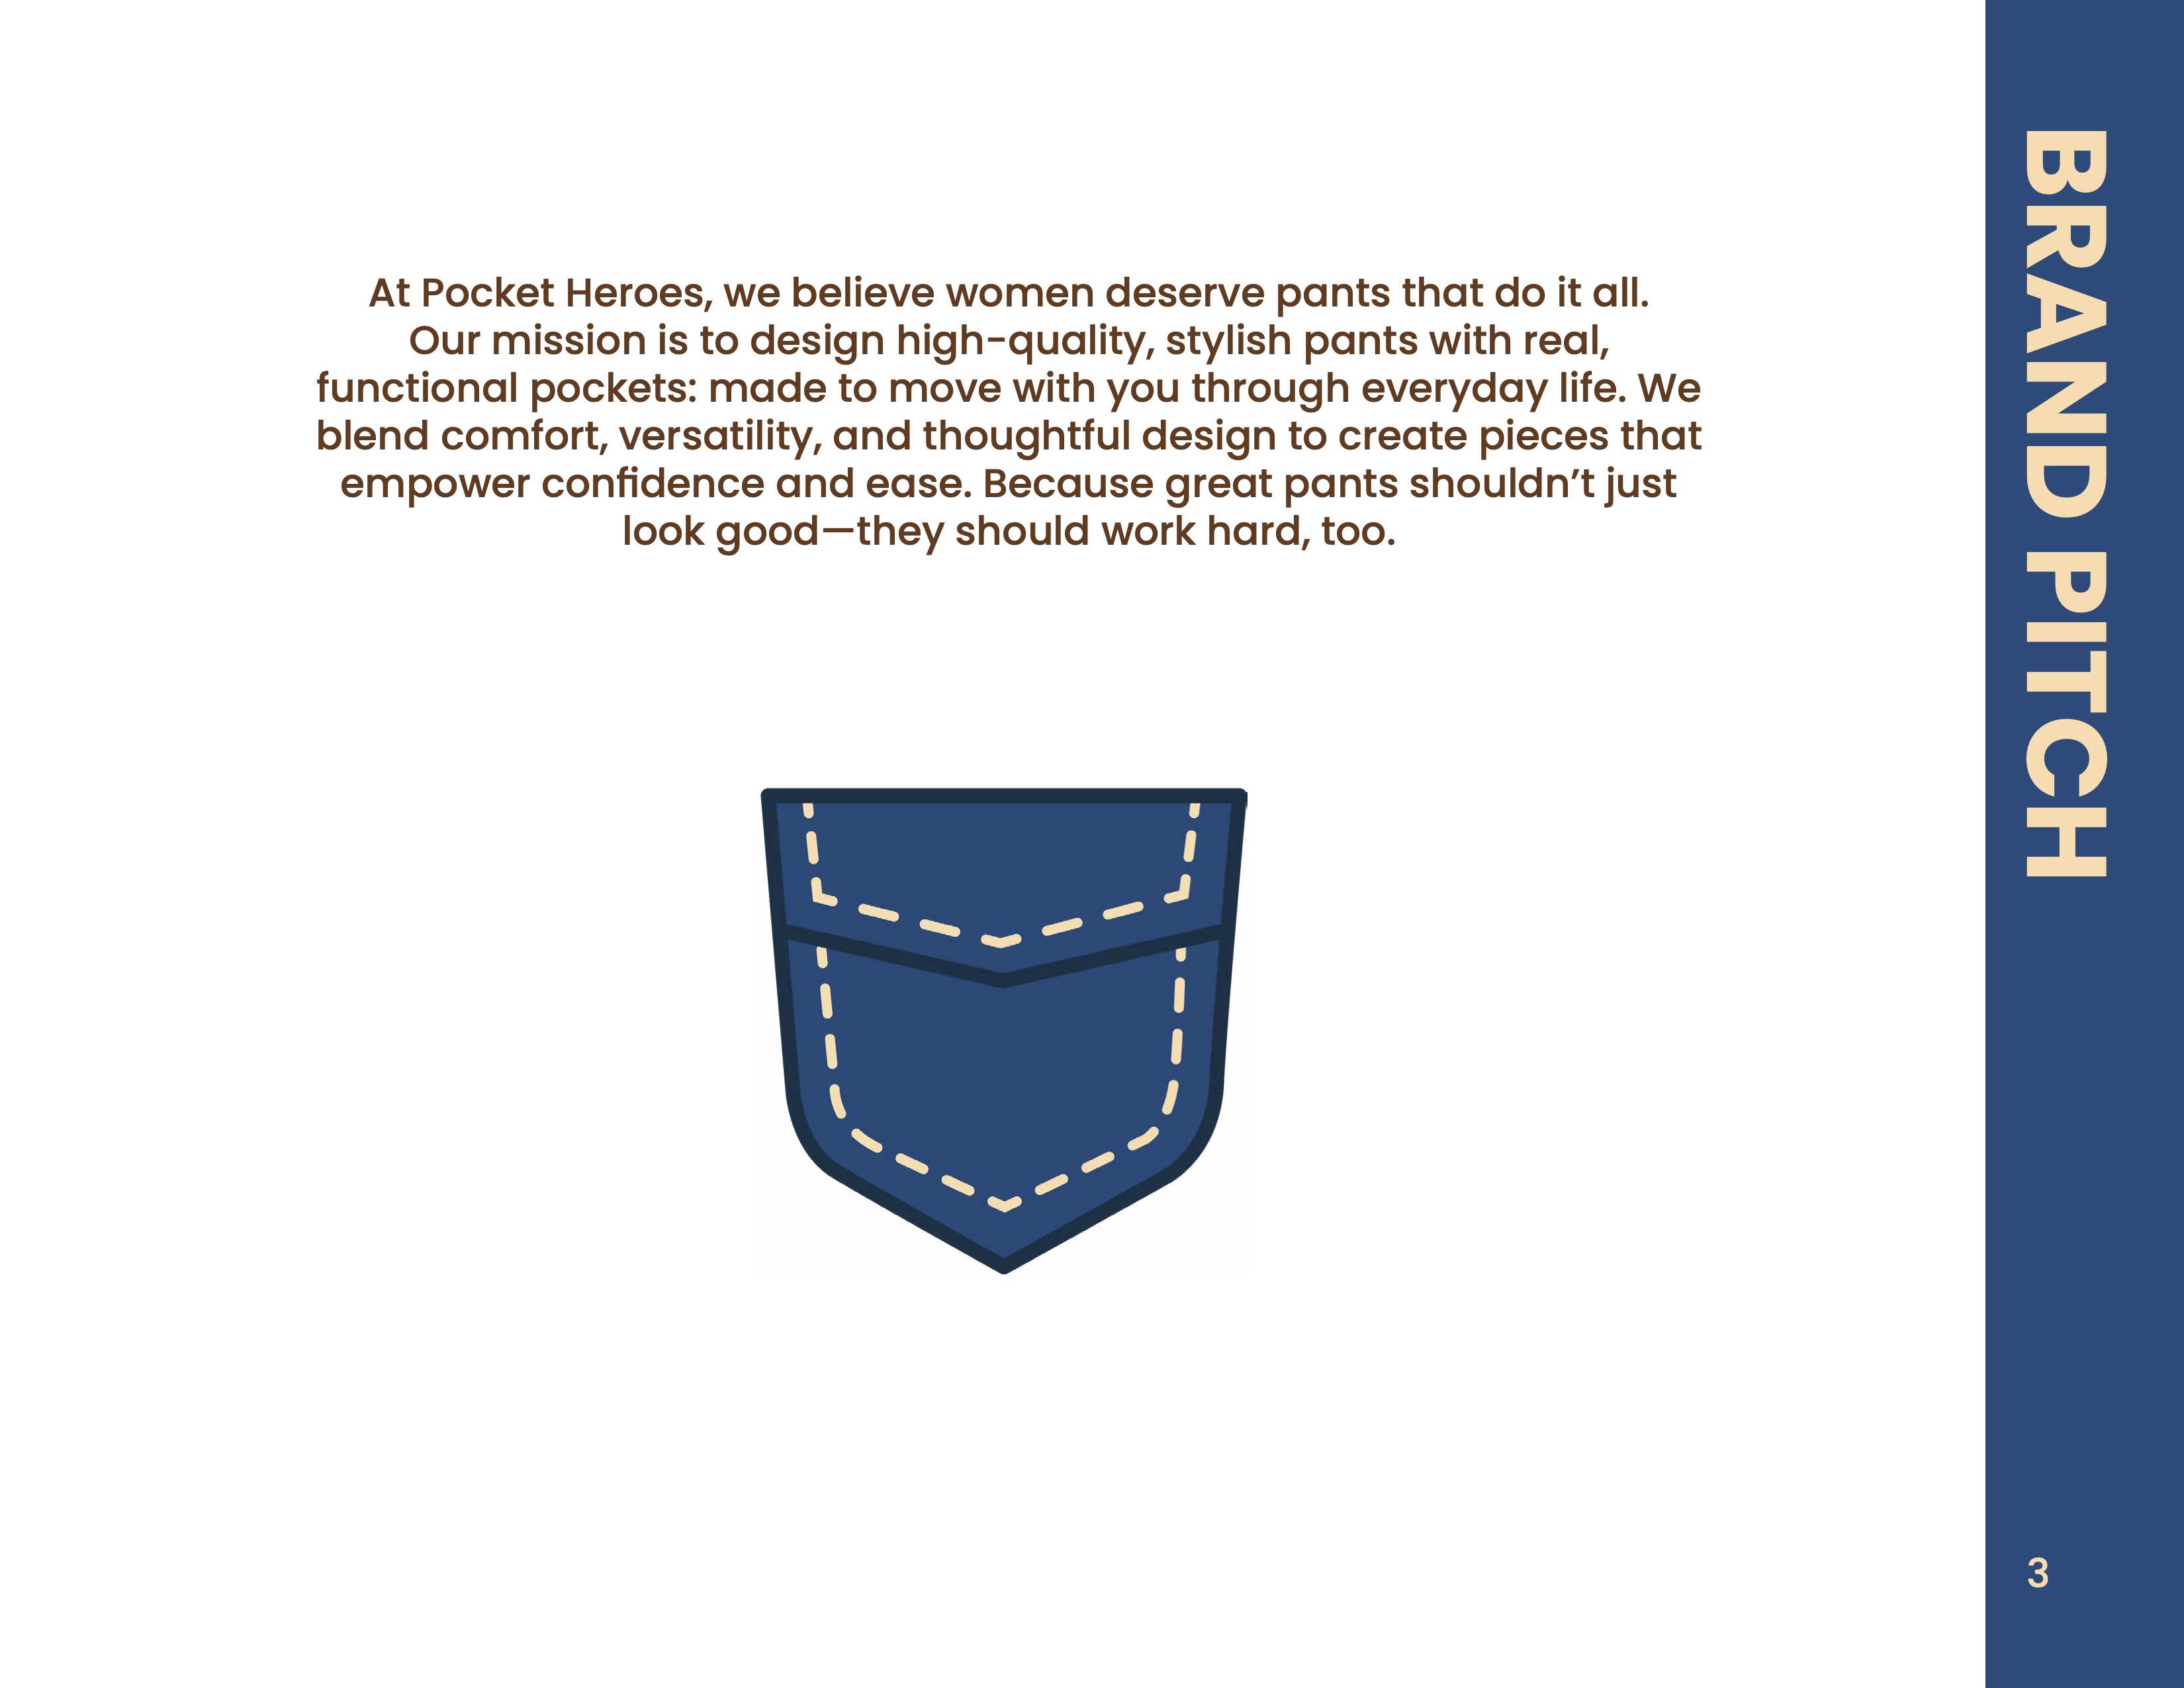 At Pocket Heroes, we believe women deserve pants that do it all.
Our mission is to design high-quality, stylish pants with real,
functional pockets: made to move with you through everyday life. We
blend comfort, versatility, and thoughtful design to create pieces that
empower confidence and ease. Because great pants shouldn’t just
look good—they should work hard, too.
BRAND PITCH
3